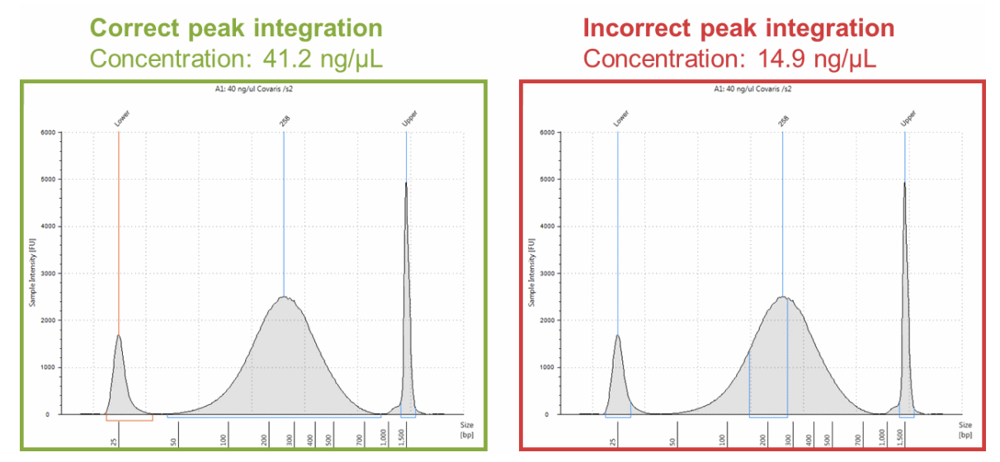 Correct peak integration
Concentration: 41.2 ng/µL
A1: 40 ng/ul Covaris /s2
Lower
258
Upper
6000
5000
4000
3000
2000
1000
0
Sample Intensity [FU]
25
50
100
200
300
400
500
700
1,000
1,500
Size
[bp]
Incorrect peak integration
Concentration: 14.9 ng/µL
A1: 40 ng/ul Covaris /s2
Lower
258
Upper
6000
5000
4000
3000
2000
1000
0
Sample Intensity [FU]
25
50
100
200
300
400
500
700
1,000
1,500
Size
[bp]